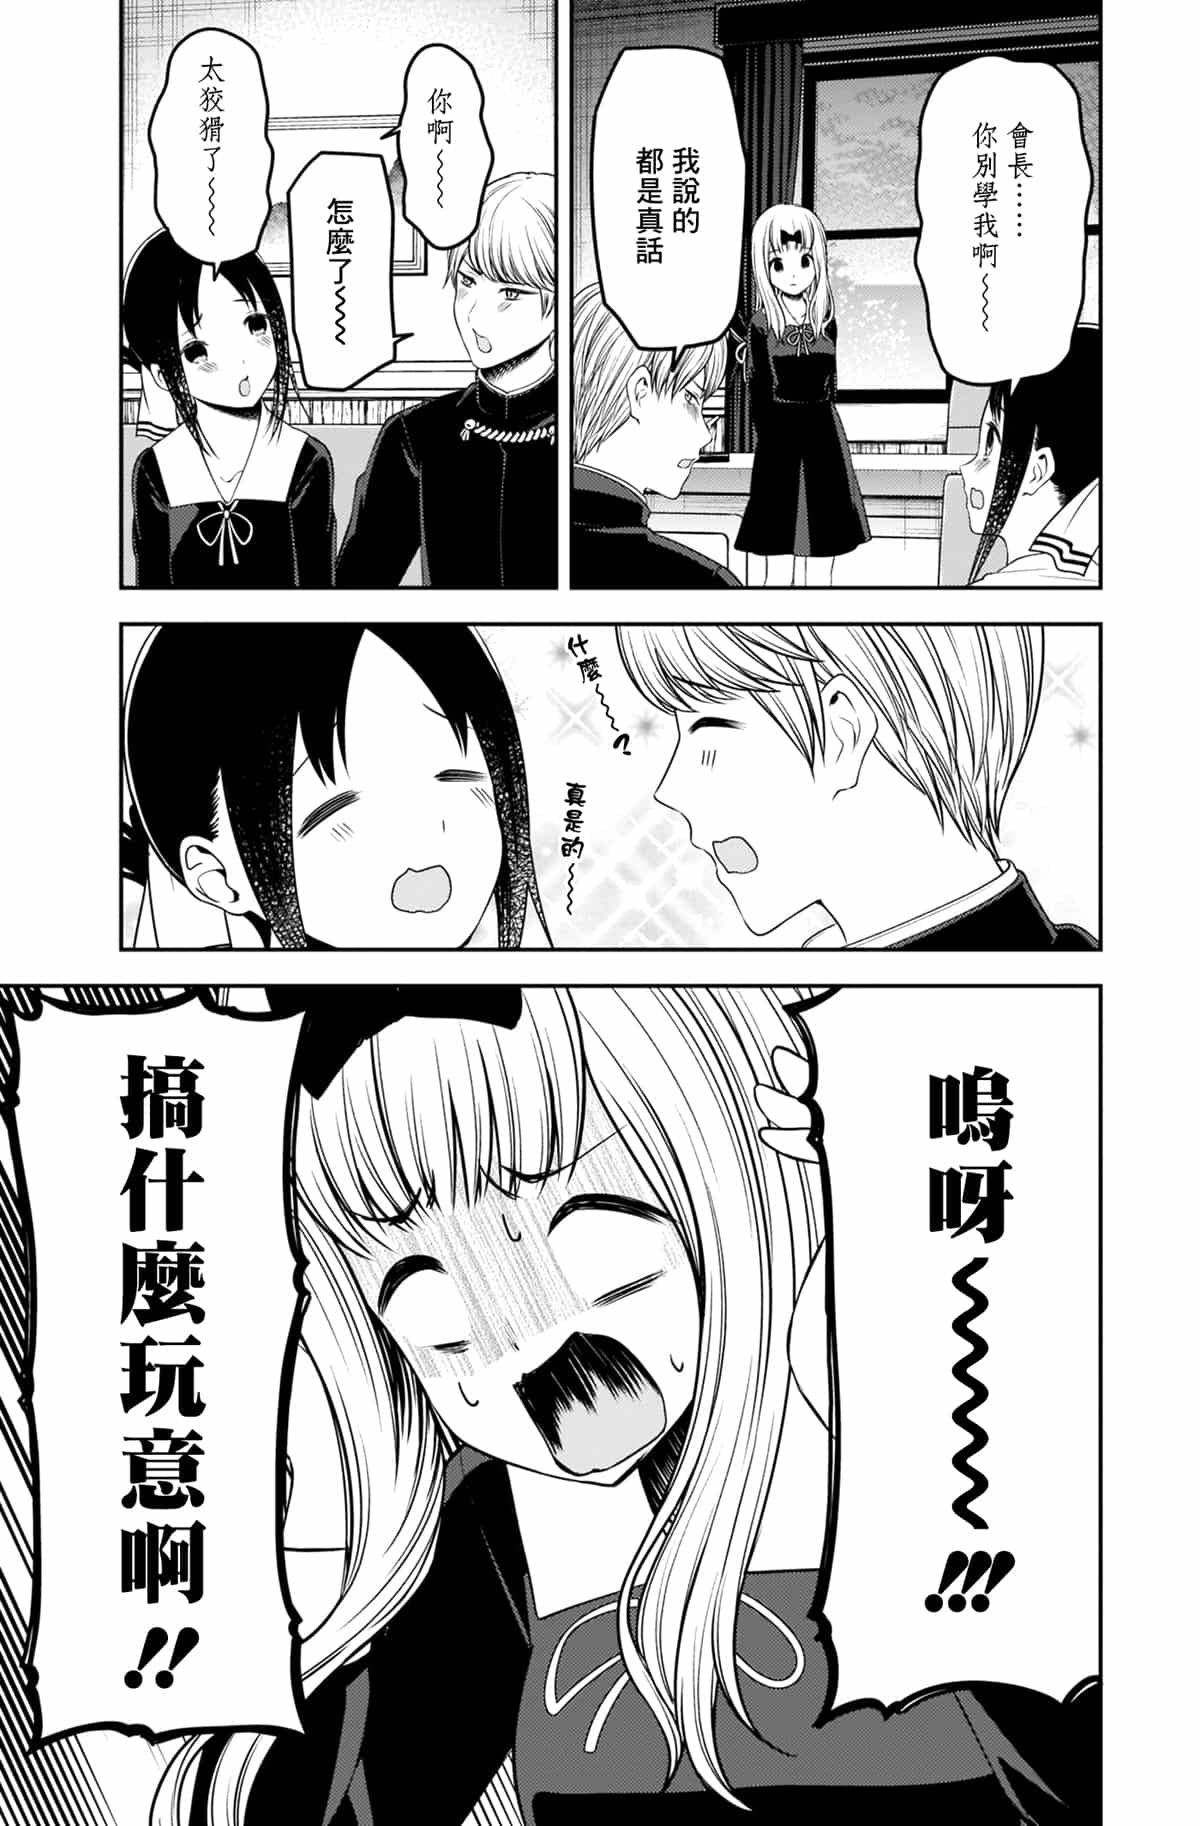 會長……
你別學我啊～
我說的
都是真話
你啊～
怎麼了～
太狡猾了～
什麼～？
真是的～
嗚呀～!!!
搞什麼玩意啊!!